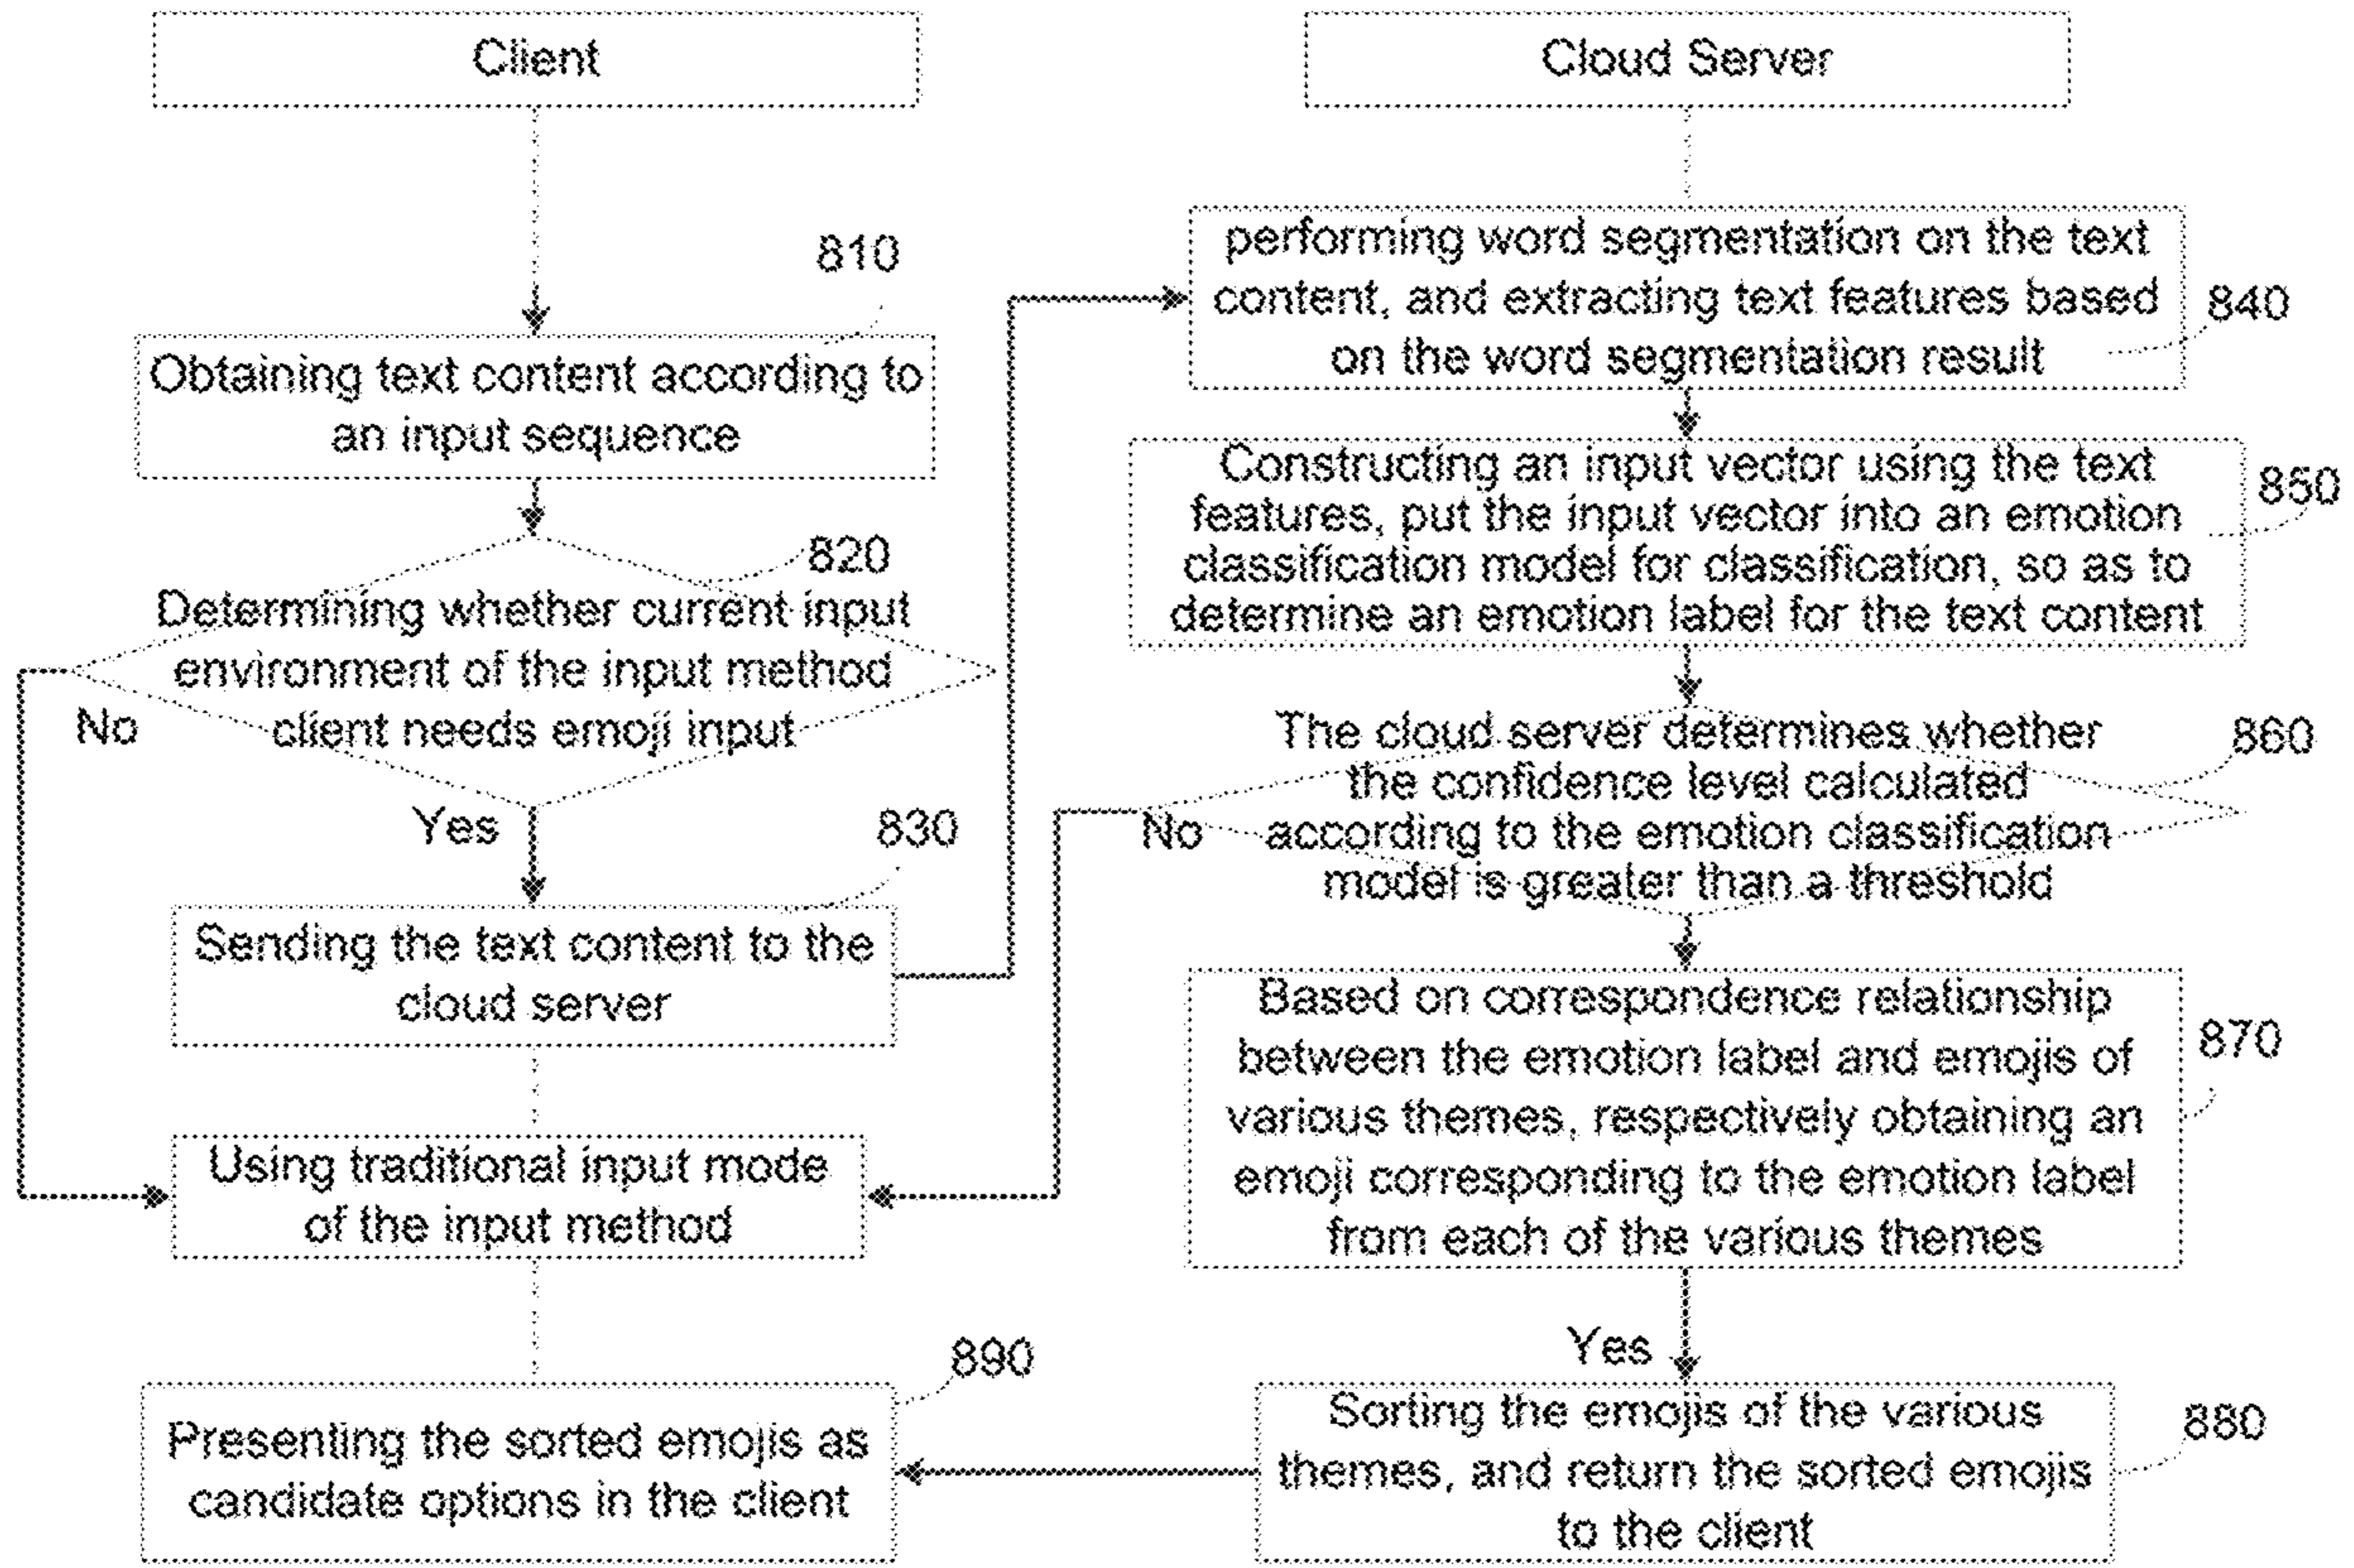 Client
810
Obtaining text content according to
an input sequence
820
Determining whether current input
environment of the input method
client needs emoji input
No
Yes
830
Sending the text content to the
cloud server
Using traditional input mode
of the input method
890
Presenting the sorted emojis as
candidate options in the client
Cloud Server
performing word segmentation on the text
content, and extracting text features based
on the word segmentation result
840
Constructing an input vector using the text
features, put the input vector into an emotion
classification model for classification, so as to
determine an emotion label for the text content
850
The cloud server determines whether
the confidence level calculated
according to the emotion classification
model is greater than a threshold
860
No
Based on correspondence relationship
between the emotion label and emojis of
various themes, respectively obtaining an
emoji corresponding to the emotion label
from each of the various themes
870
Yes
Sorting the emojis of the various
themes, and return the sorted emojis
to the client
880